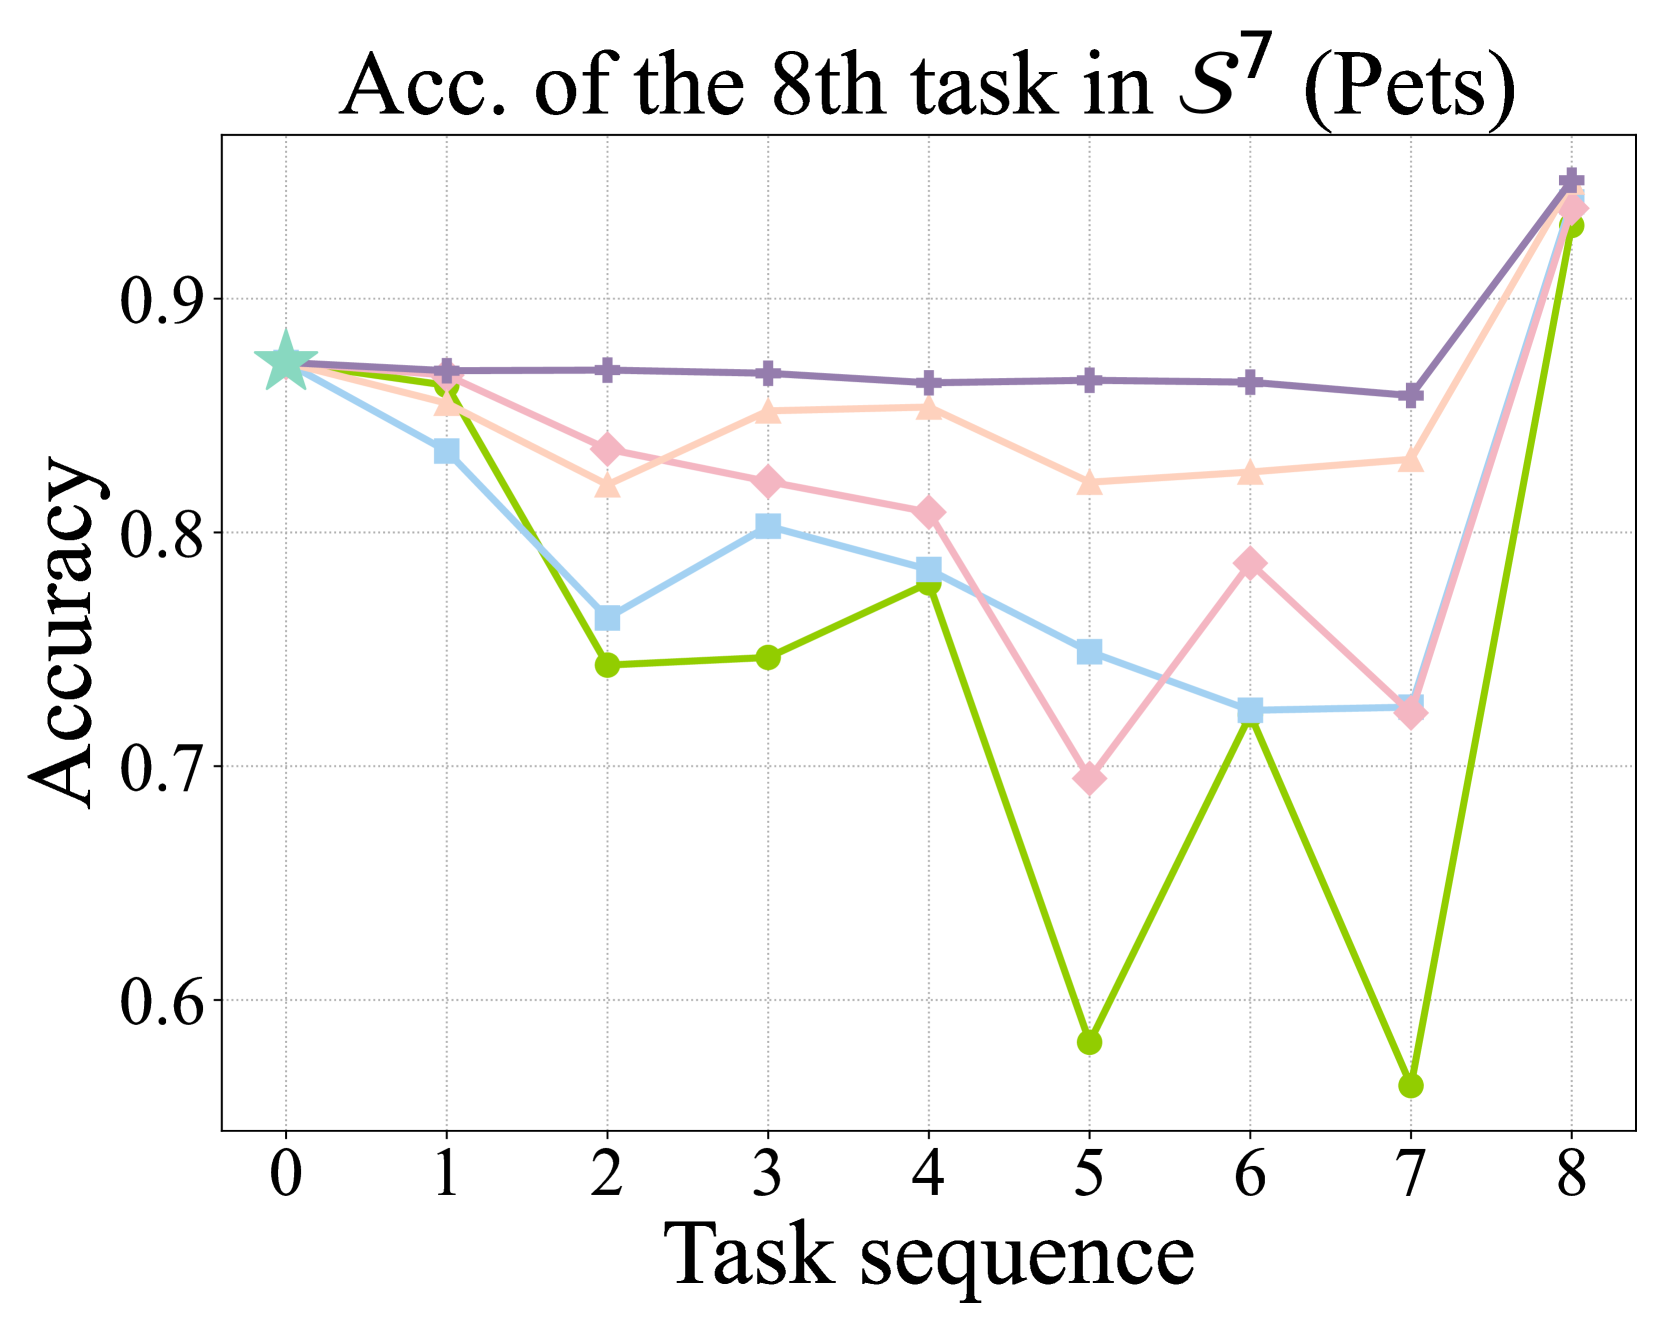 Acc. of the 8th task in 𝒮⁷ (Pets)
Accuracy
0.9
0.8
0.7
0.6
0 1 2 3 4 5 6 7 8
Task sequence